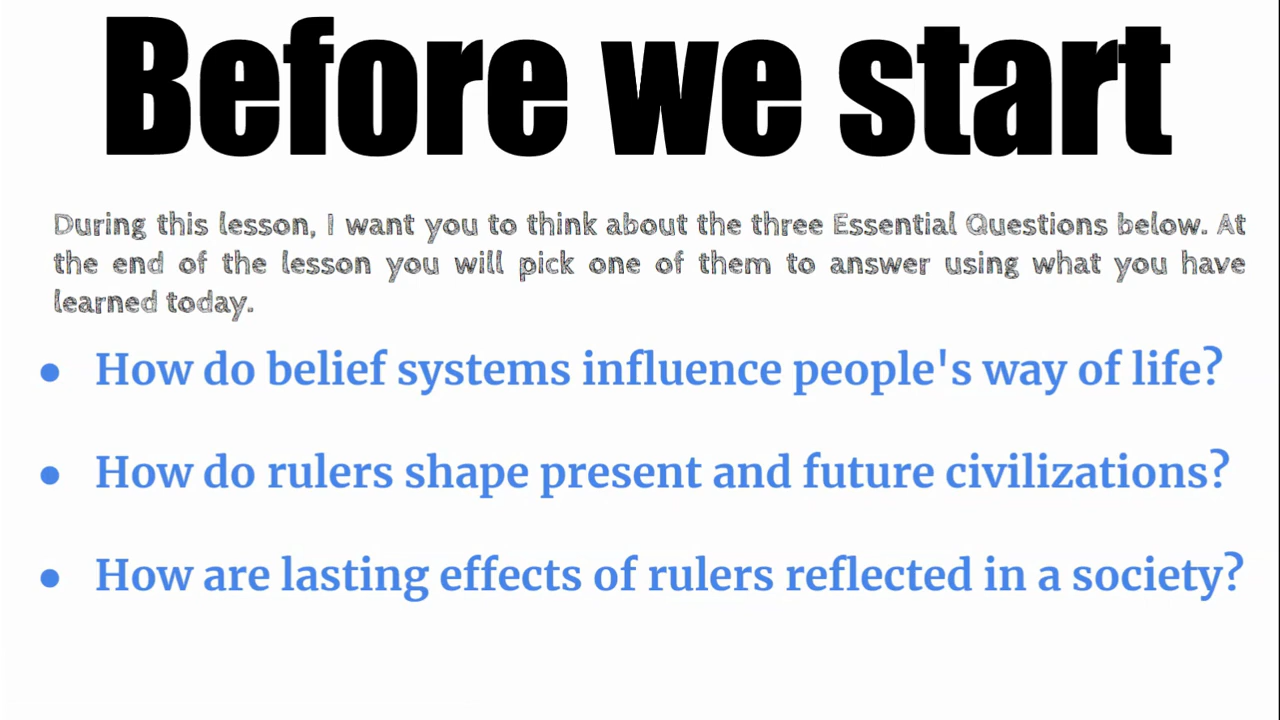 Before we start
During this lesson, I want you to think about the three Essential Questions below. At
the end of the lesson you will pick one of them to answer using what you have
learned today.
● How do belief systems influence people's way of life?
● How do rulers shape present and future civilizations?
● How are lasting effects of rulers reflected in a society?